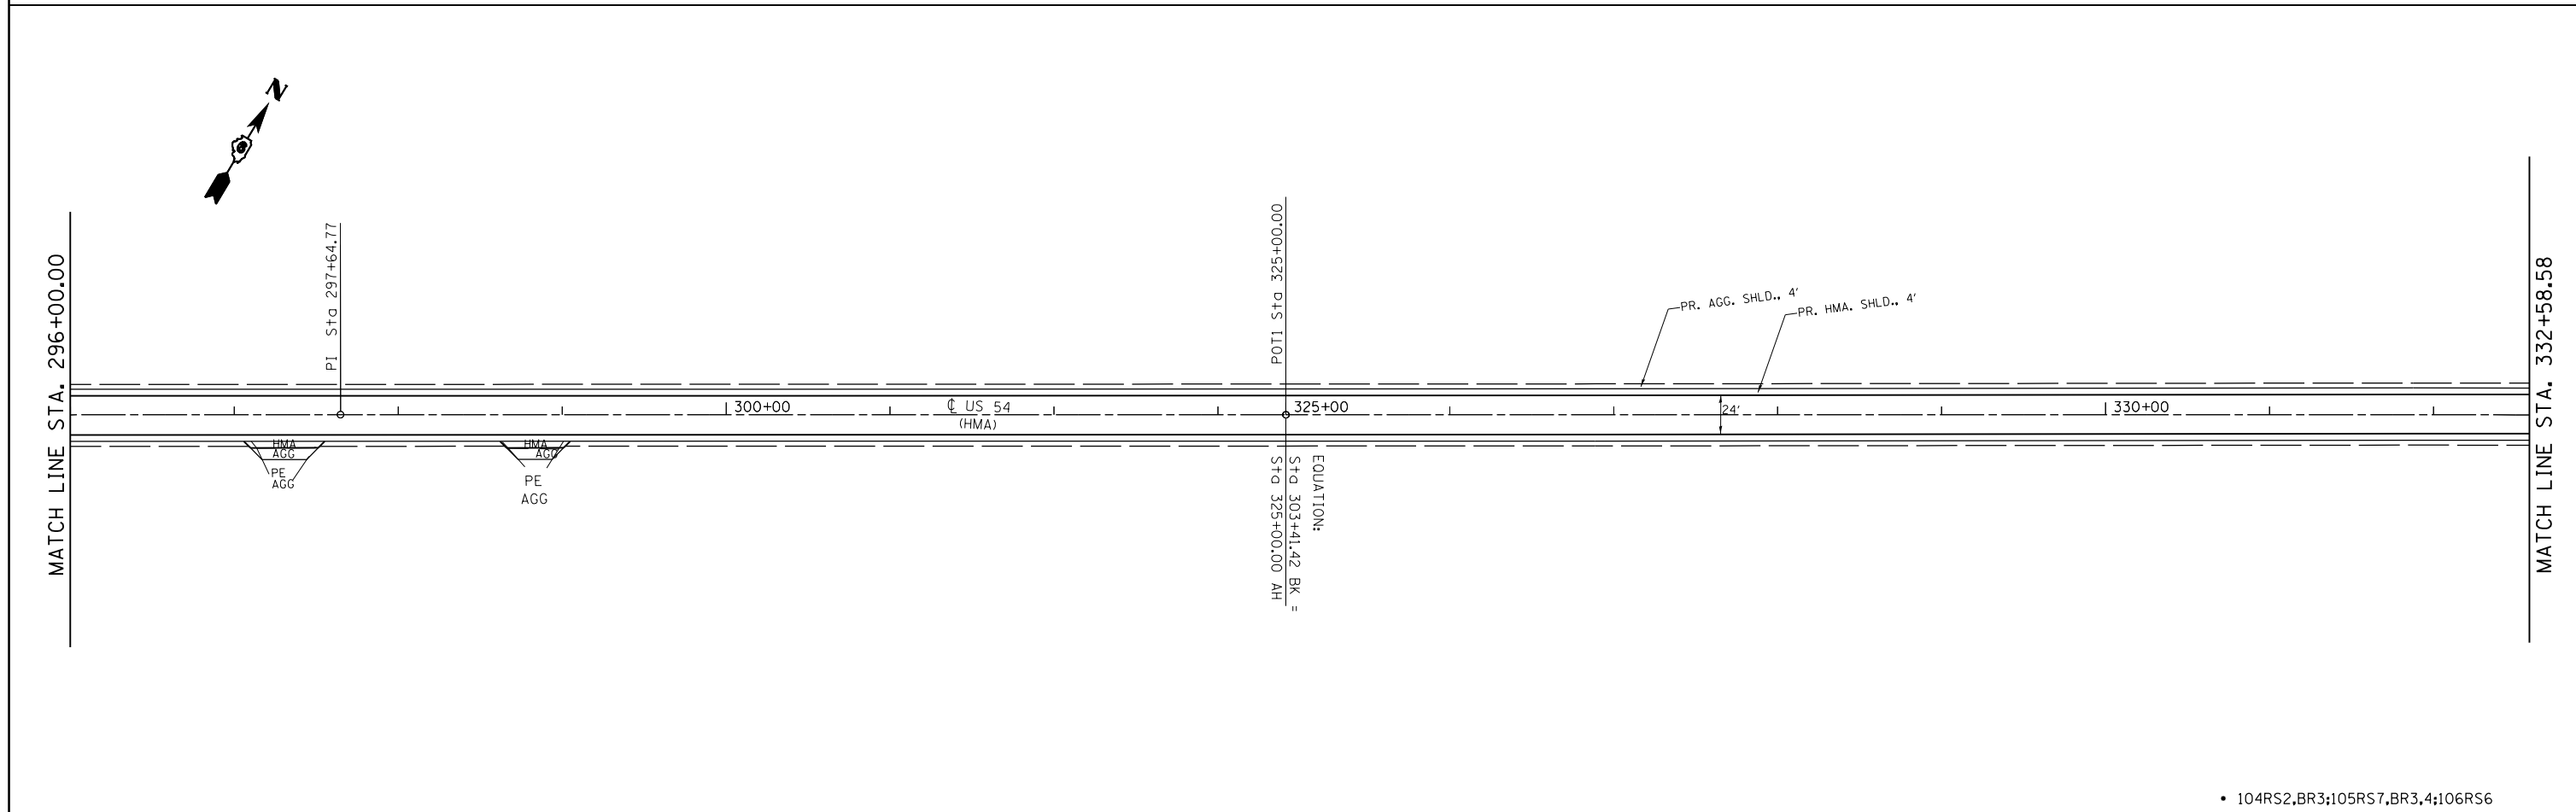 N
MATCH LINE STA. 296+00.00
PI Sta 297+64.77
POT1 Sta 325+00.00
PR. AGG. SHLD., 4'
PR. HMA. SHLD., 4'
MATCH LINE STA. 332+58.58
300+00
℄ US 54
(HMA)
325+00
24'
330+00
HMA
AGG
PE
AGG
HMA
AGG
PE
AGG
EQUATION:
Sta 303+41.42 BK =
Sta 325+00.00 AH
• 104RS2,BR3;105RS7,BR3,4;106RS6